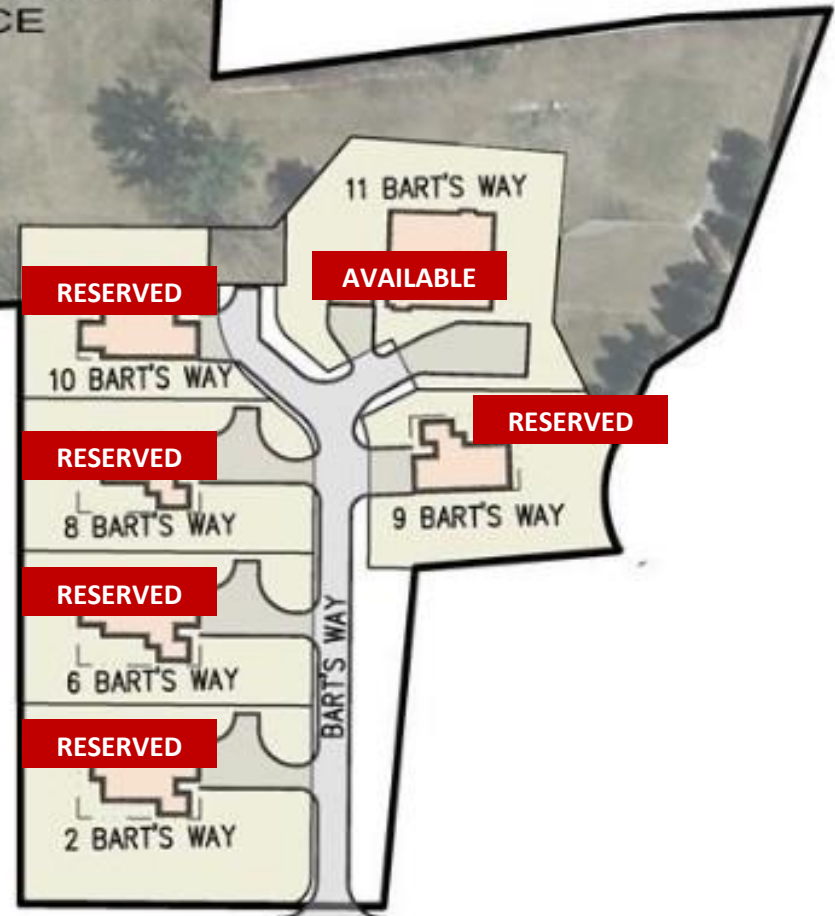 CE
11 BART'S WAY
AVAILABLE
RESERVED
10 BART'S WAY
RESERVED
9 BART'S WAY
RESERVED
8 BART'S WAY
RESERVED
6 BART'S WAY
BART'S WAY
RESERVED
2 BART'S WAY